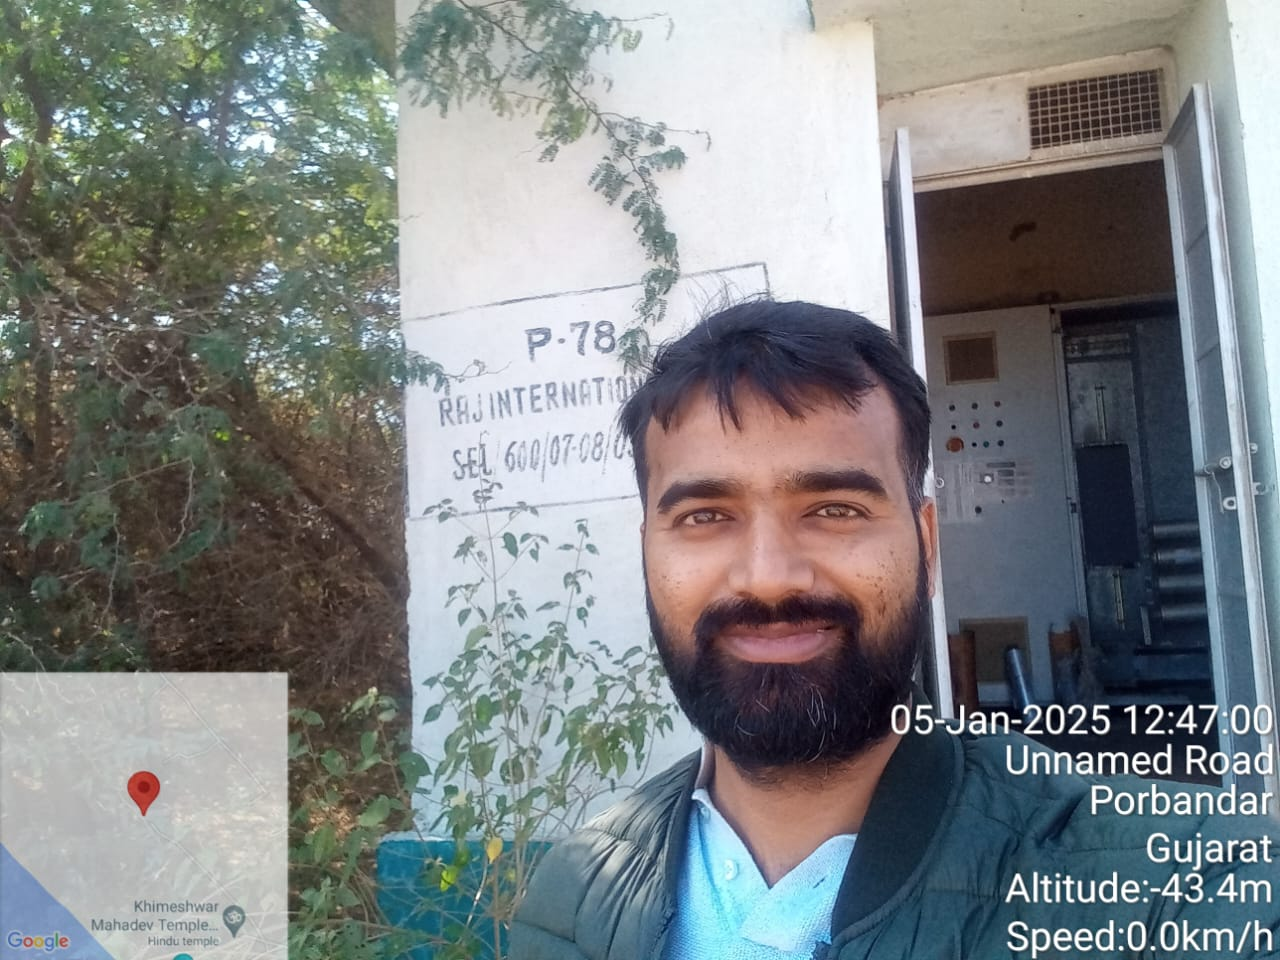 P-78
RAJ INTERNATION
SEL/600/07-08/0
05-Jan-2025 12:47:00
Unnamed Road
Porbandar
Gujarat
Altitude:-43.4m
Speed:0.0km/h
Khimeshwar
Mahadev Temple...
Hindu temple
Google